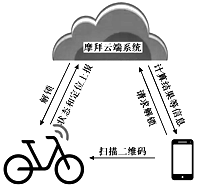 摩拜云端系统
解锁
状态和定位上报
计算结果等信息
请求解锁
扫描二维码